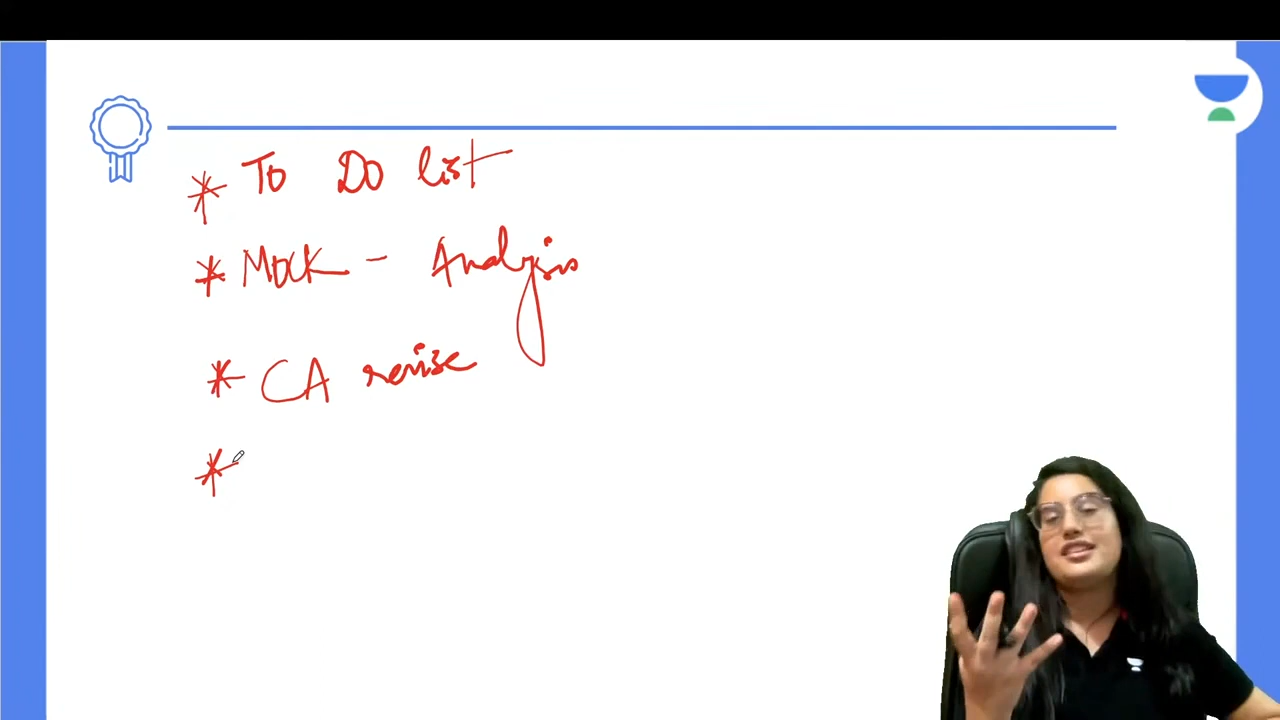 * To Do list
* Mock - Analysis
* CA revise
*